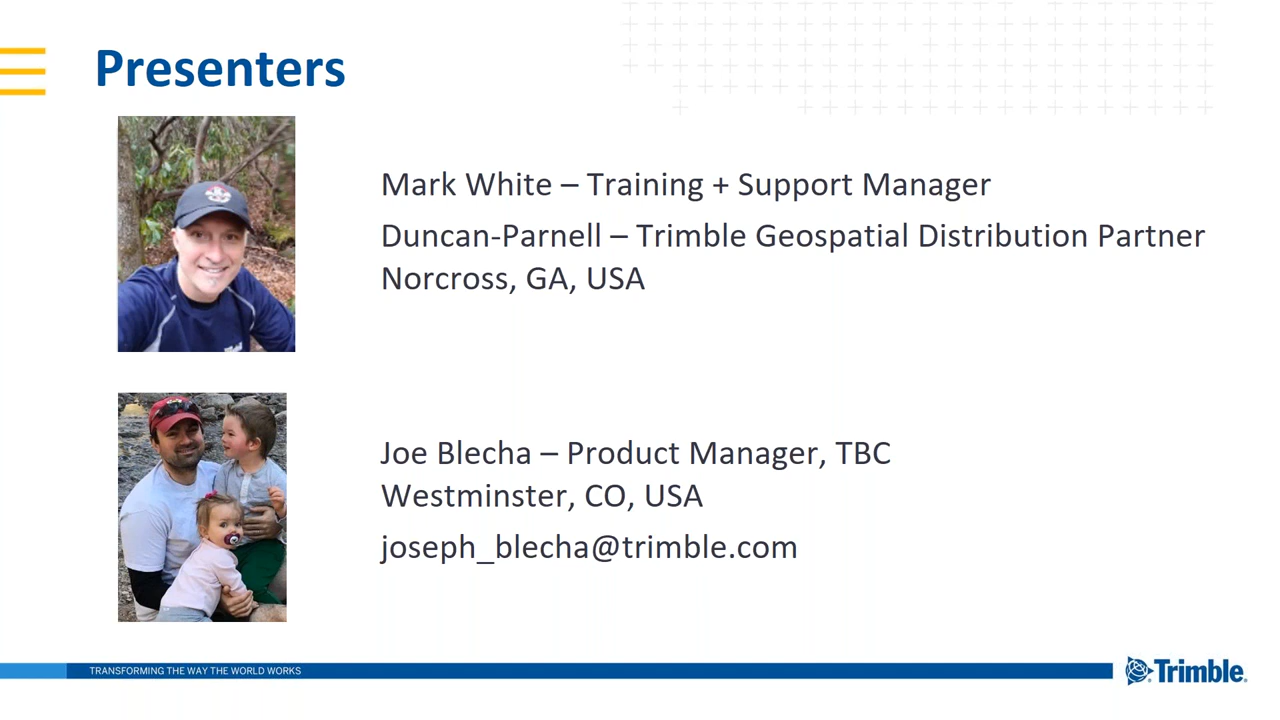 Presenters
Mark White – Training + Support Manager
Duncan-Parnell – Trimble Geospatial Distribution Partner
Norcross, GA, USA
Joe Blecha – Product Manager, TBC
Westminster, CO, USA
joseph_blecha@trimble.com
TRANSFORMING THE WAY THE WORLD WORKS
Trimble